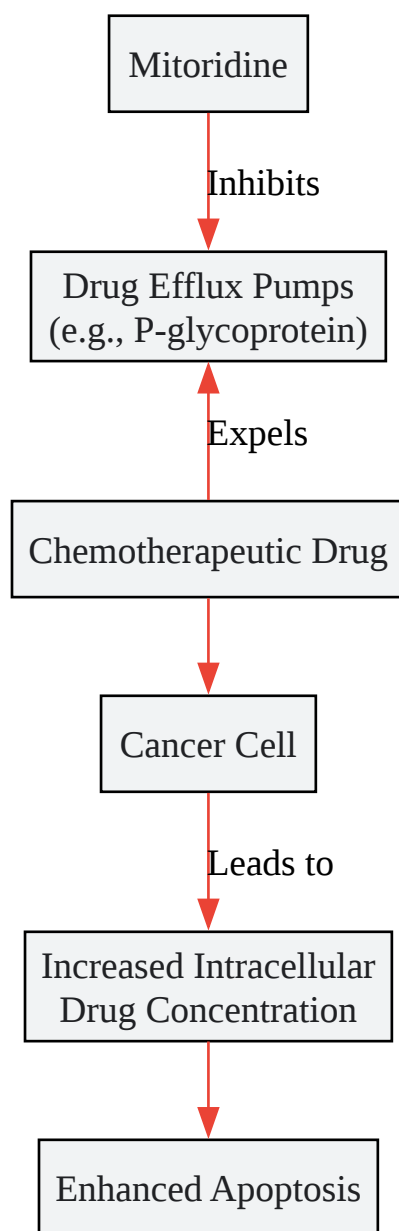 Mitoridine
Inhibits
Drug Efflux Pumps
(e.g., P-glycoprotein)
Expels
Chemotherapeutic Drug
Cancer Cell
Leads to
Increased Intracellular
Drug Concentration
Enhanced Apoptosis